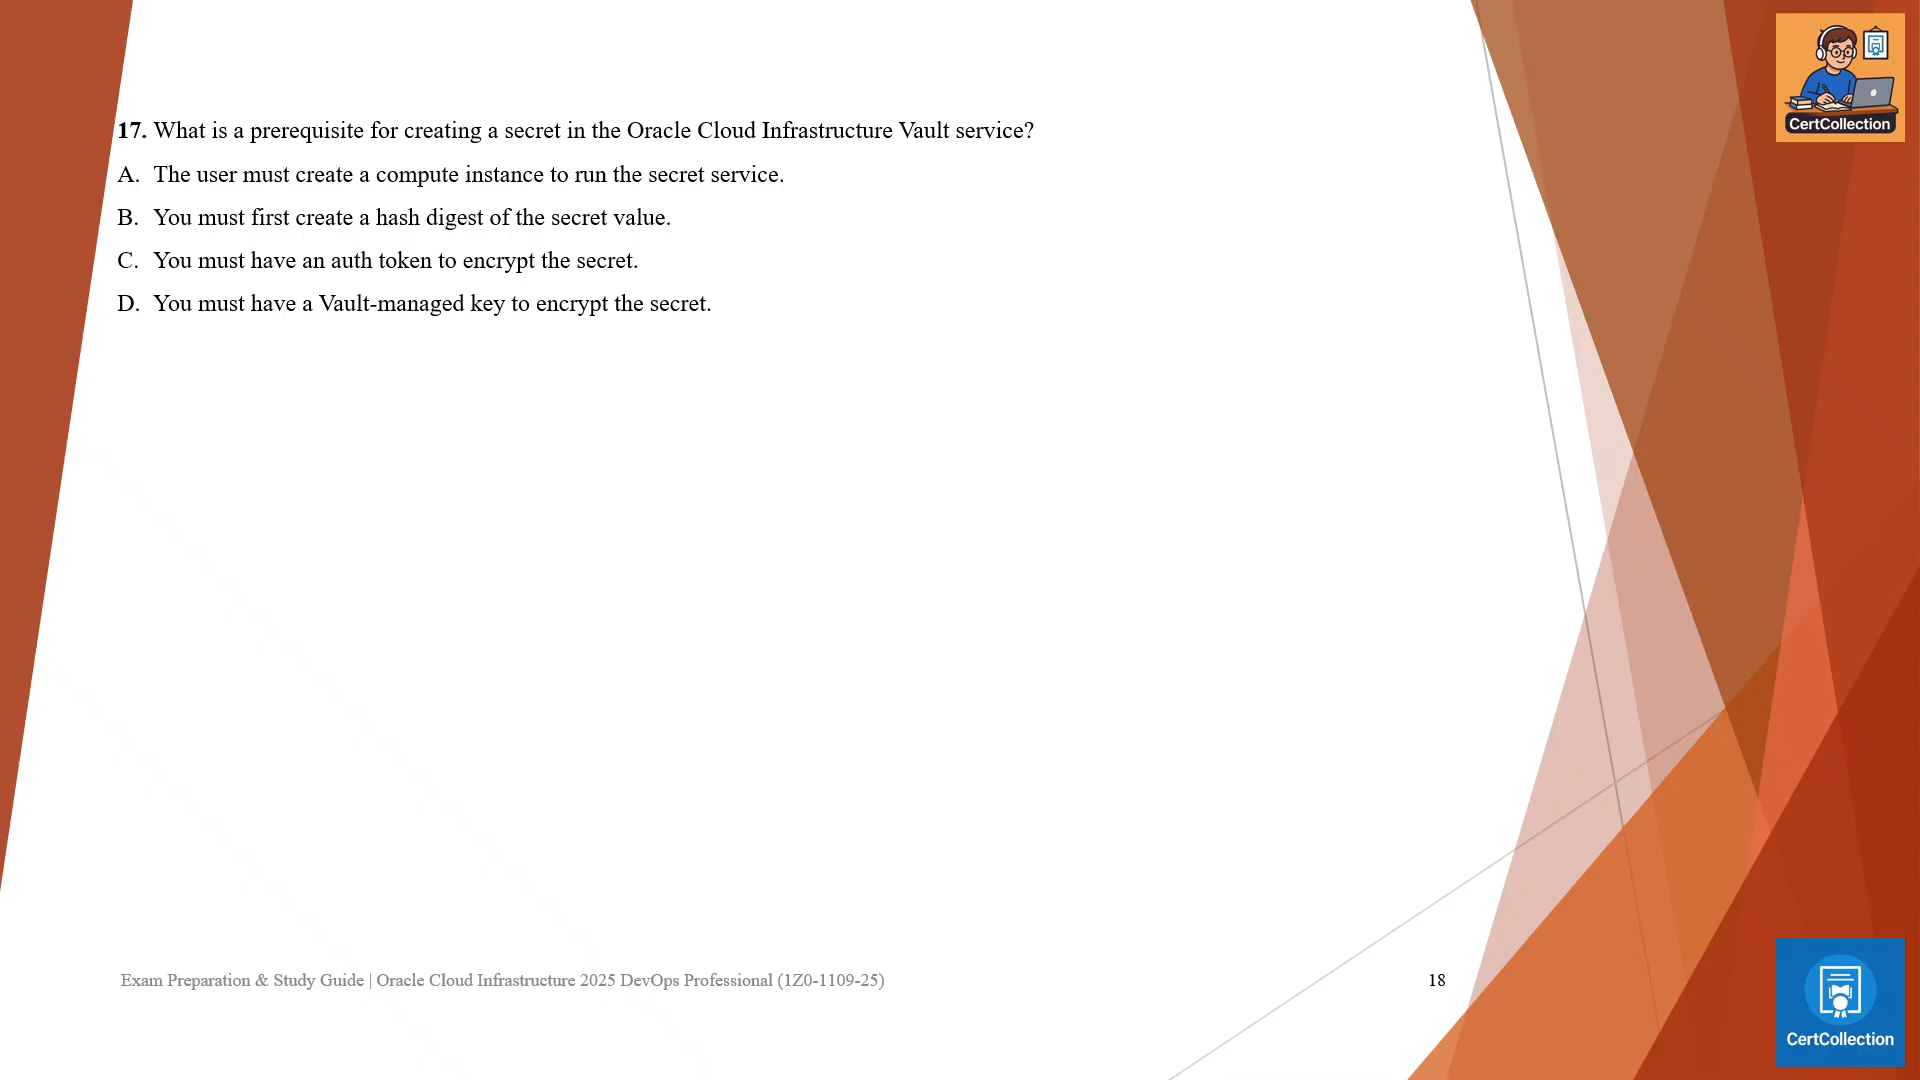 CertCollection
17. What is a prerequisite for creating a secret in the Oracle Cloud Infrastructure Vault service?
A. The user must create a compute instance to run the secret service.
B. You must first create a hash digest of the secret value.
C. You must have an auth token to encrypt the secret.
D. You must have a Vault-managed key to encrypt the secret.
Exam Preparation & Study Guide | Oracle Cloud Infrastructure 2025 DevOps Professional (1Z0-1109-25)
18
CertCollection